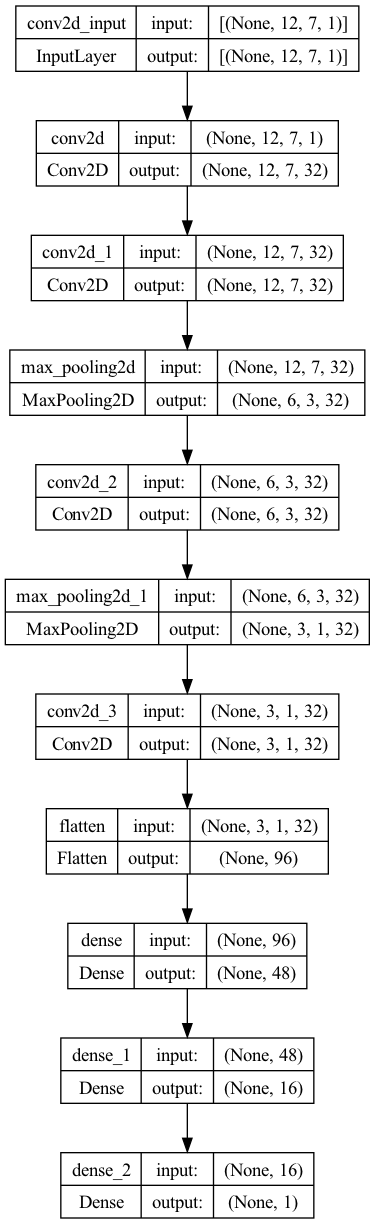 conv2d_input input: [(None, 12, 7, 1)]
InputLayer output: [(None, 12, 7, 1)]
conv2d input: (None, 12, 7, 1)
Conv2D output: (None, 12, 7, 32)
conv2d_1 input: (None, 12, 7, 32)
Conv2D output: (None, 12, 7, 32)
max_pooling2d input: (None, 12, 7, 32)
MaxPooling2D output: (None, 6, 3, 32)
conv2d_2 input: (None, 6, 3, 32)
Conv2D output: (None, 6, 3, 32)
max_pooling2d_1 input: (None, 6, 3, 32)
MaxPooling2D output: (None, 3, 1, 32)
conv2d_3 input: (None, 3, 1, 32)
Conv2D output: (None, 3, 1, 32)
flatten input: (None, 3, 1, 32)
Flatten output: (None, 96)
dense input: (None, 96)
Dense output: (None, 48)
dense_1 input: (None, 48)
Dense output: (None, 16)
dense_2 input: (None, 16)
Dense output: (None, 1)